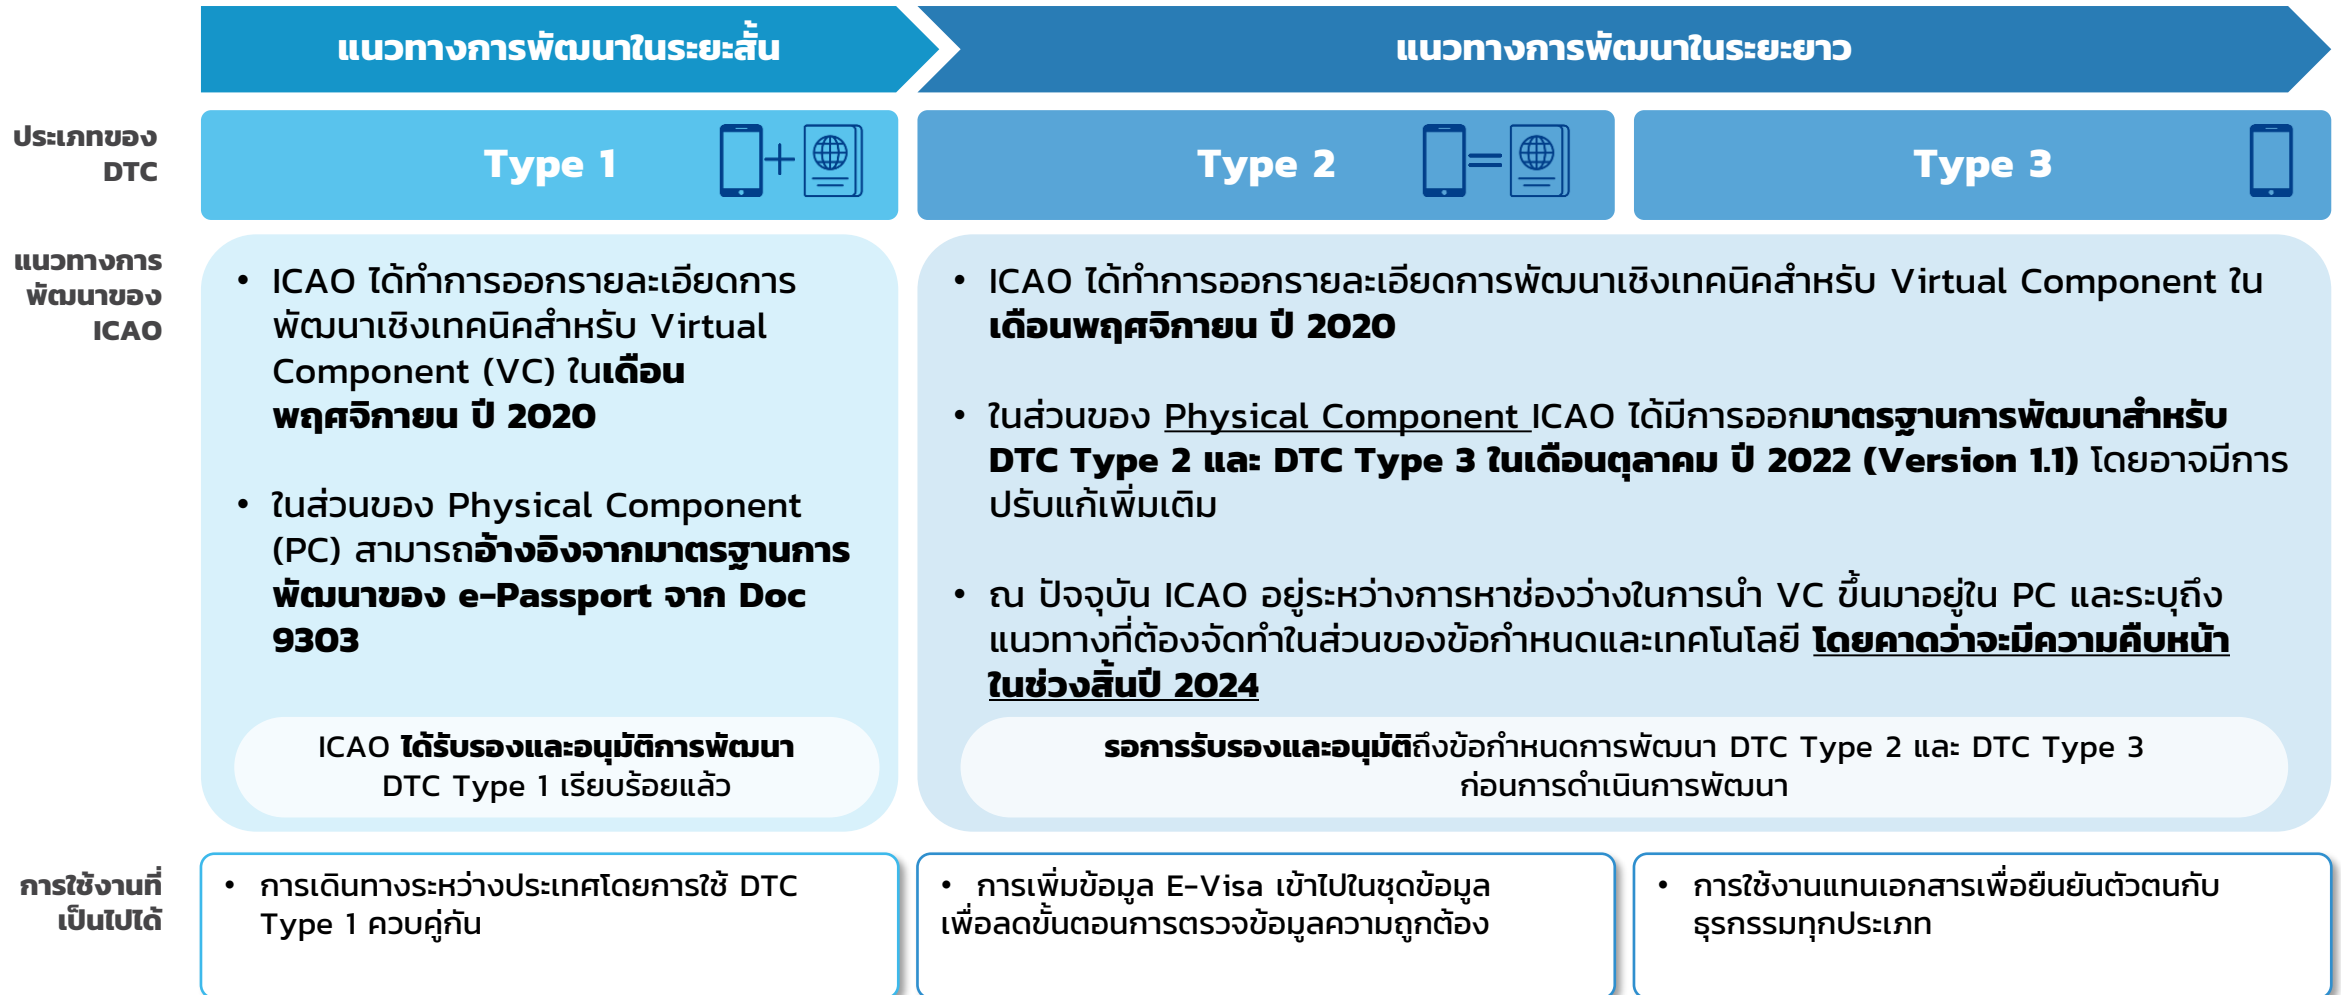 แนวทางการพัฒนาในระยะสั้น
แนวทางการพัฒนาในระยะยาว
ประเภทของ
DTC
Type 1
Type 2
Type 3
แนวทางการ
พัฒนาของ
ICAO
• ICAO ได้ทำการออกรายละเอียดการ
พัฒนาเชิงเทคนิคสำหรับ Virtual
Component (VC) ในเดือน
พฤศจิกายน ปี 2020
• ในส่วนของ Physical Component
(PC) สามารถอ้างอิงจากมาตรฐานการ
พัฒนาของ e-Passport จาก Doc
9303
ICAO ได้รับรองและอนุมัติการพัฒนา
DTC Type 1 เรียบร้อยแล้ว
• ICAO ได้ทำการออกรายละเอียดการพัฒนาเชิงเทคนิคสำหรับ Virtual Component ใน
เดือนพฤศจิกายน ปี 2020
• ในส่วนของ Physical Component ICAO ได้มีการออกมาตรฐานการพัฒนาสำหรับ
DTC Type 2 และ DTC Type 3 ในเดือนตุลาคม ปี 2022 (Version 1.1) โดยอาจมีการ
ปรับแก้เพิ่มเติม
• ณ ปัจจุบัน ICAO อยู่ระหว่างการหาช่องว่างในการนำ VC ขึ้นมาอยู่ใน PC และระบุถึง
แนวทางที่ต้องจัดทำในส่วนของข้อกำหนดและเทคโนโลยี โดยคาดว่าจะมีความคืบหน้า
ในช่วงสิ้นปี 2024
รอการรับรองและอนุมัติถึงข้อกำหนดการพัฒนา DTC Type 2 และ DTC Type 3
ก่อนการดำเนินการพัฒนา
การใช้งานที่
เป็นไปได้
• การเดินทางระหว่างประเทศโดยการใช้ DTC
Type 1 ควบคู่กัน
• การเพิ่มข้อมูล E-Visa เข้าไปในชุดข้อมูล
เพื่อลดขั้นตอนการตรวจข้อมูลความถูกต้อง
• การใช้งานแทนเอกสารเพื่อยืนยันตัวตนกับ
ธุรกรรมทุกประเภท